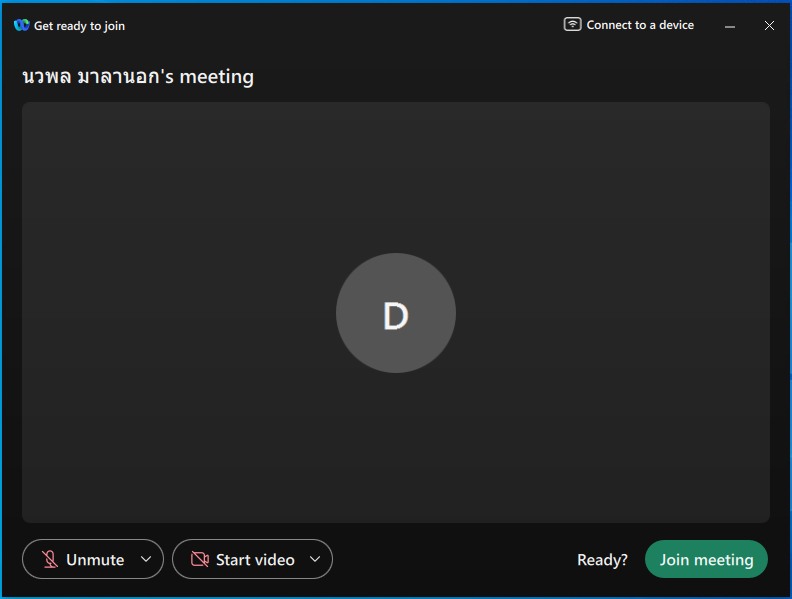 Get ready to join
Connect to a device
นวพล มาลานอก's meeting
D
Unmute
Start video
Ready?
Join meeting